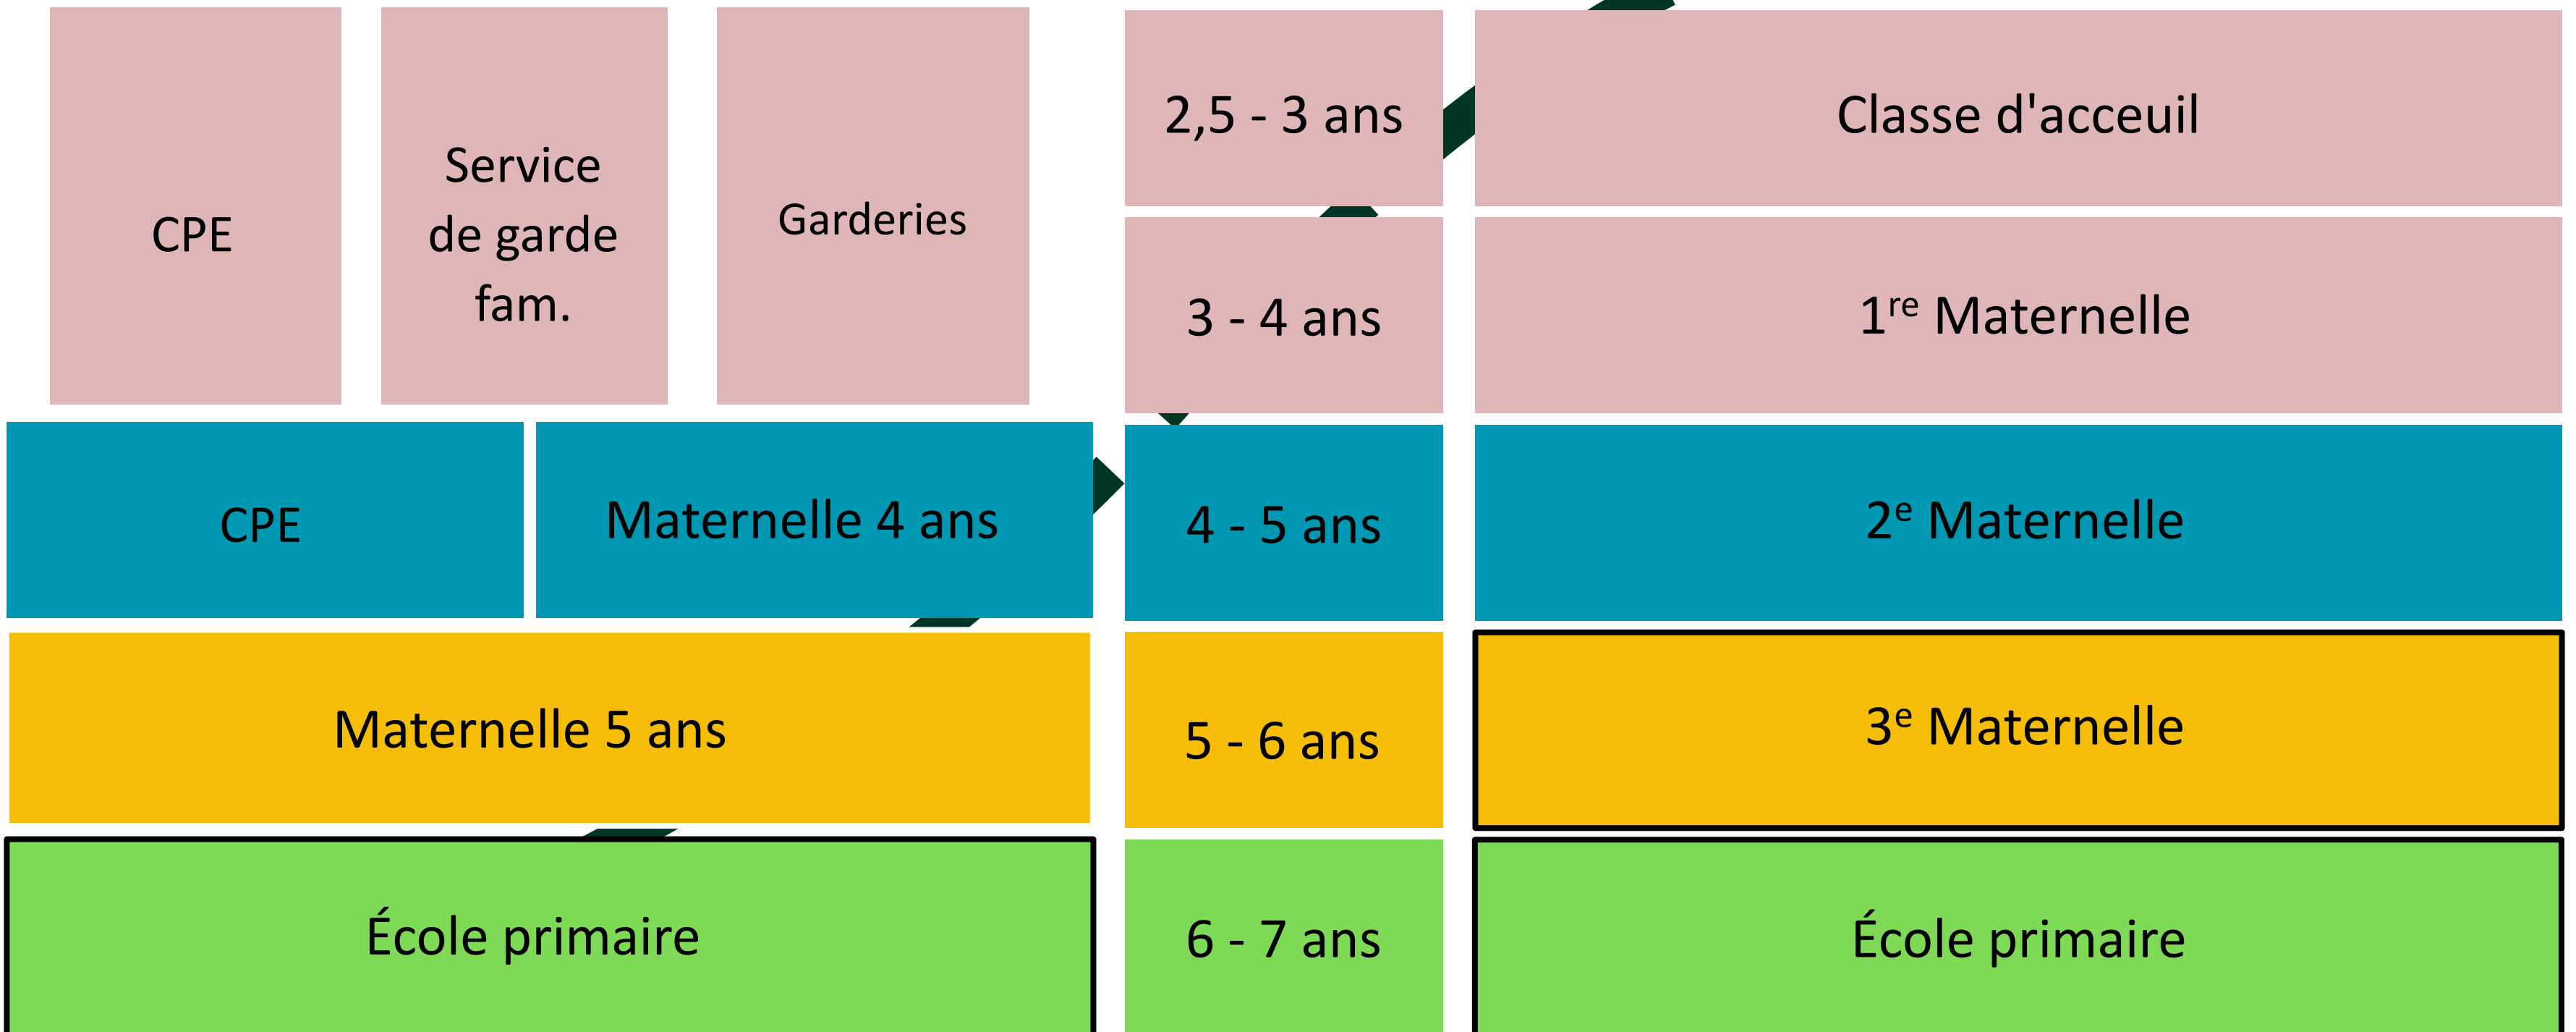 CPE
Service
de garde
fam.
Garderies
2,5 - 3 ans
Classe d'acceuil
3 - 4 ans
1re Maternelle
CPE
Maternelle 4 ans
4 - 5 ans
2e Maternelle
Maternelle 5 ans
5 - 6 ans
3e Maternelle
École primaire
6 - 7 ans
École primaire